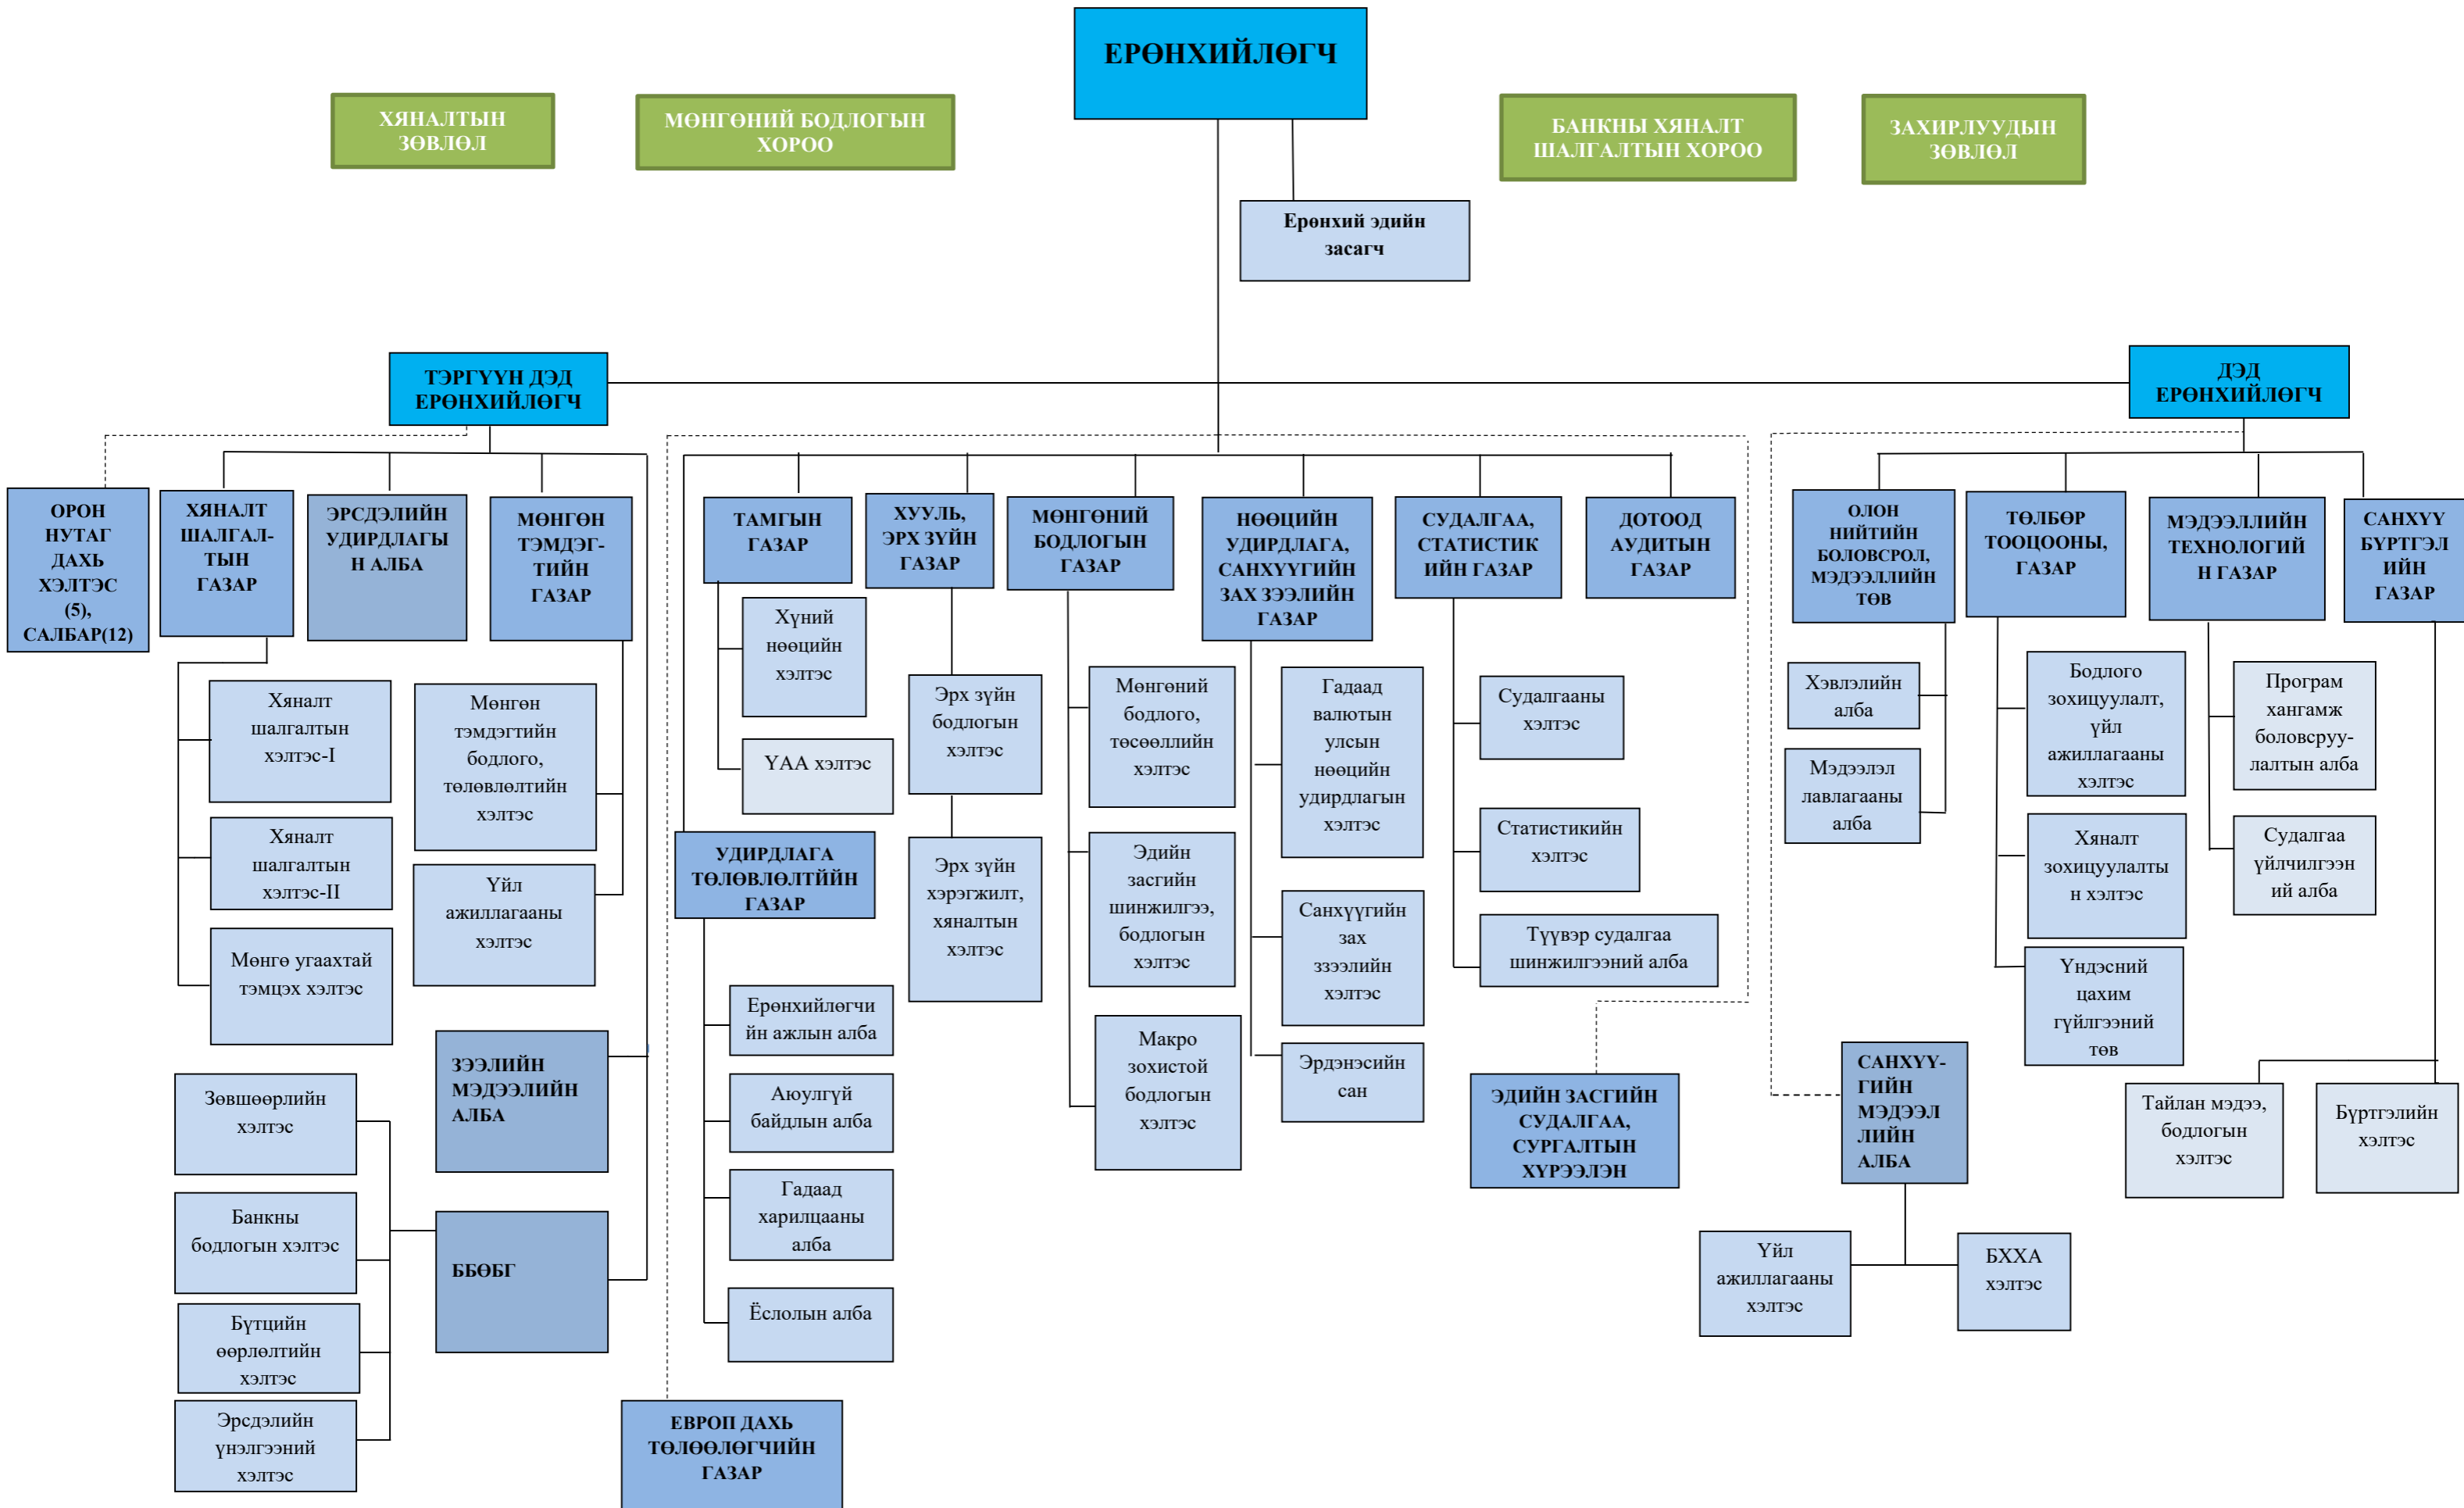 ЕРӨНХИЙЛӨГЧ
ХЯНАЛТЫН
ЗӨВЛӨЛ
МӨНГӨНИЙ БОДЛОГЫН
ХОРОО
БАНКНЫ ХЯНАЛТ
ШАЛГАЛТЫН ХОРОО
ЗАХИРЛУУДЫН
ЗӨВЛӨЛ
Ерөнхий эдийн
засагч
ТЭРГҮҮН ДЭД
ЕРӨНХИЙЛӨГЧ
ДЭД
ЕРӨНХИЙЛӨГЧ
ОРОН
НУТАГ
ДАХЬ
ХЭЛТЭС
(5),
САЛБАР(12)
ХЯНАЛТ
ШАЛГАЛ-
ТЫН
ГАЗАР
ЭРСДЭЛИЙН
УДИРДЛАГЫ
Н АЛБА
МӨНГӨН
ТЭМДЭГ-
ТИЙН
ГАЗАР
ТАМГЫН
ГАЗАР
ХУУЛЬ,
ЭРХ ЗҮЙН
ГАЗАР
МӨНГӨНИЙ
БОДЛОГЫН
ГАЗАР
НӨӨЦИЙН
УДИРДЛАГА,
САНХҮҮГИЙН
ЗАХ ЗЭЭЛИЙН
ГАЗАР
СУДАЛГАА,
СТАТИСТИК
ИЙН ГАЗАР
ДОТООД
АУДИТЫН
ГАЗАР
ОЛОН
НИЙТИЙН
БОЛОВСРОЛ,
МЭДЭЭЛЛИЙН
ТӨВ
ТӨЛБӨР
ТООЦООНЫ,
ГАЗАР
МЭДЭЭЛЛИЙН
ТЕХНОЛОГИЙ
Н ГАЗАР
САНХҮҮ
БҮРТГЭЛ
ИЙН
ГАЗАР
Хяналт
шалгалтын
хэлтэс-I
Хяналт
шалгалтын
хэлтэс-II
Мөнгө угаахтай
тэмцэх хэлтэс
Мөнгөн
тэмдэгтийн
бодлого,
төлөвлөлтийн
хэлтэс
Үйл
ажиллагааны
хэлтэс
ЗЭЭЛИЙН
МЭДЭЭЛИЙН
АЛБА
ББӨБГ
Зөвшөөрлийн
хэлтэс
Банкны
бодлогын хэлтэс
Бүтцийн
өөрлөлтийн
хэлтэс
Эрсдэлийн
үнэлгээний
хэлтэс
Хүний
нөөцийн
хэлтэс
ҮАА хэлтэс
УДИРДЛАГА
ТӨЛӨВЛӨЛТЙИЙН
ГАЗАР
Ерөнхийлөгчи
йн ажлын алба
Аюулгүй
байдлын алба
Гадаад
харилцааны
алба
Ёслолын алба
ЕВРОП ДАХЬ
ТӨЛӨӨЛӨГЧИЙН
ГАЗАР
Эрх зүйн
бодлогын
хэлтэс
Эрх зүйн
хэрэгжилт,
хяналтын
хэлтэс
Мөнгөний
бодлого,
төсөөллийн
хэлтэс
Эдийн
засгийн
шинжилгээ,
бодлогын
хэлтэс
Макро
зохистой
бодлогын
хэлтэс
Гадаад
валютын
улсын
нөөцийн
удирдлагын
хэлтэс
Санхүүгийн
зах
ззээлийн
хэлтэс
Эрдэнэсийн
сан
Судалгааны
хэлтэс
Статистикийн
хэлтэс
Түүвэр судалгаа
шинжилгээний алба
ЭДИЙН ЗАСГИЙН
СУДАЛГАА,
СУРГАЛТЫН
ХҮРЭЭЛЭН
Хэвлэлийн
алба
Мэдээлэл
лавлагааны
алба
Бодлого
зохицуулалт,
үйл
ажиллагааны
хэлтэс
Хяналт
зохицуулалты
н хэлтэс
Үндэсний
цахим
гүйлгээний
төв
Програм
хангамж
боловсруу-
лалтын алба
Судалгаа
үйлчилгээн
ий алба
САНХҮҮ-
ГИЙН
МЭДЭЭЛ
ЛИЙН
АЛБА
Үйл
ажиллагааны
хэлтэс
БХХА
хэлтэс
Тайлан мэдээ,
бодлогын
хэлтэс
Бүртгэлийн
хэлтэс